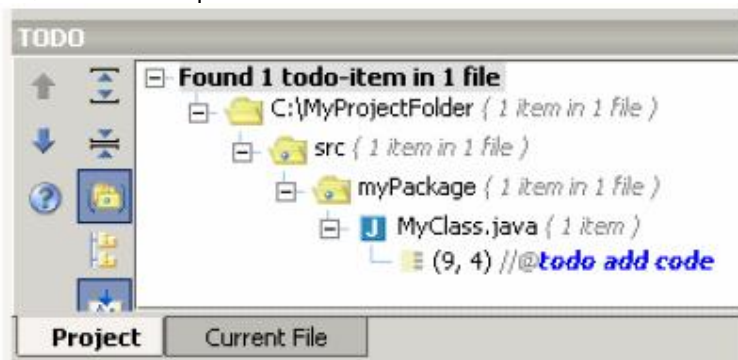 TODO
Found 1 todo-item in 1 file
C:\MyProjectFolder ( 1 item in 1 file )
src ( 1 item in 1 file )
myPackage ( 1 item in 1 file )
MyClass.java ( 1 item )
(9, 4) //@todo add code
Project Current File